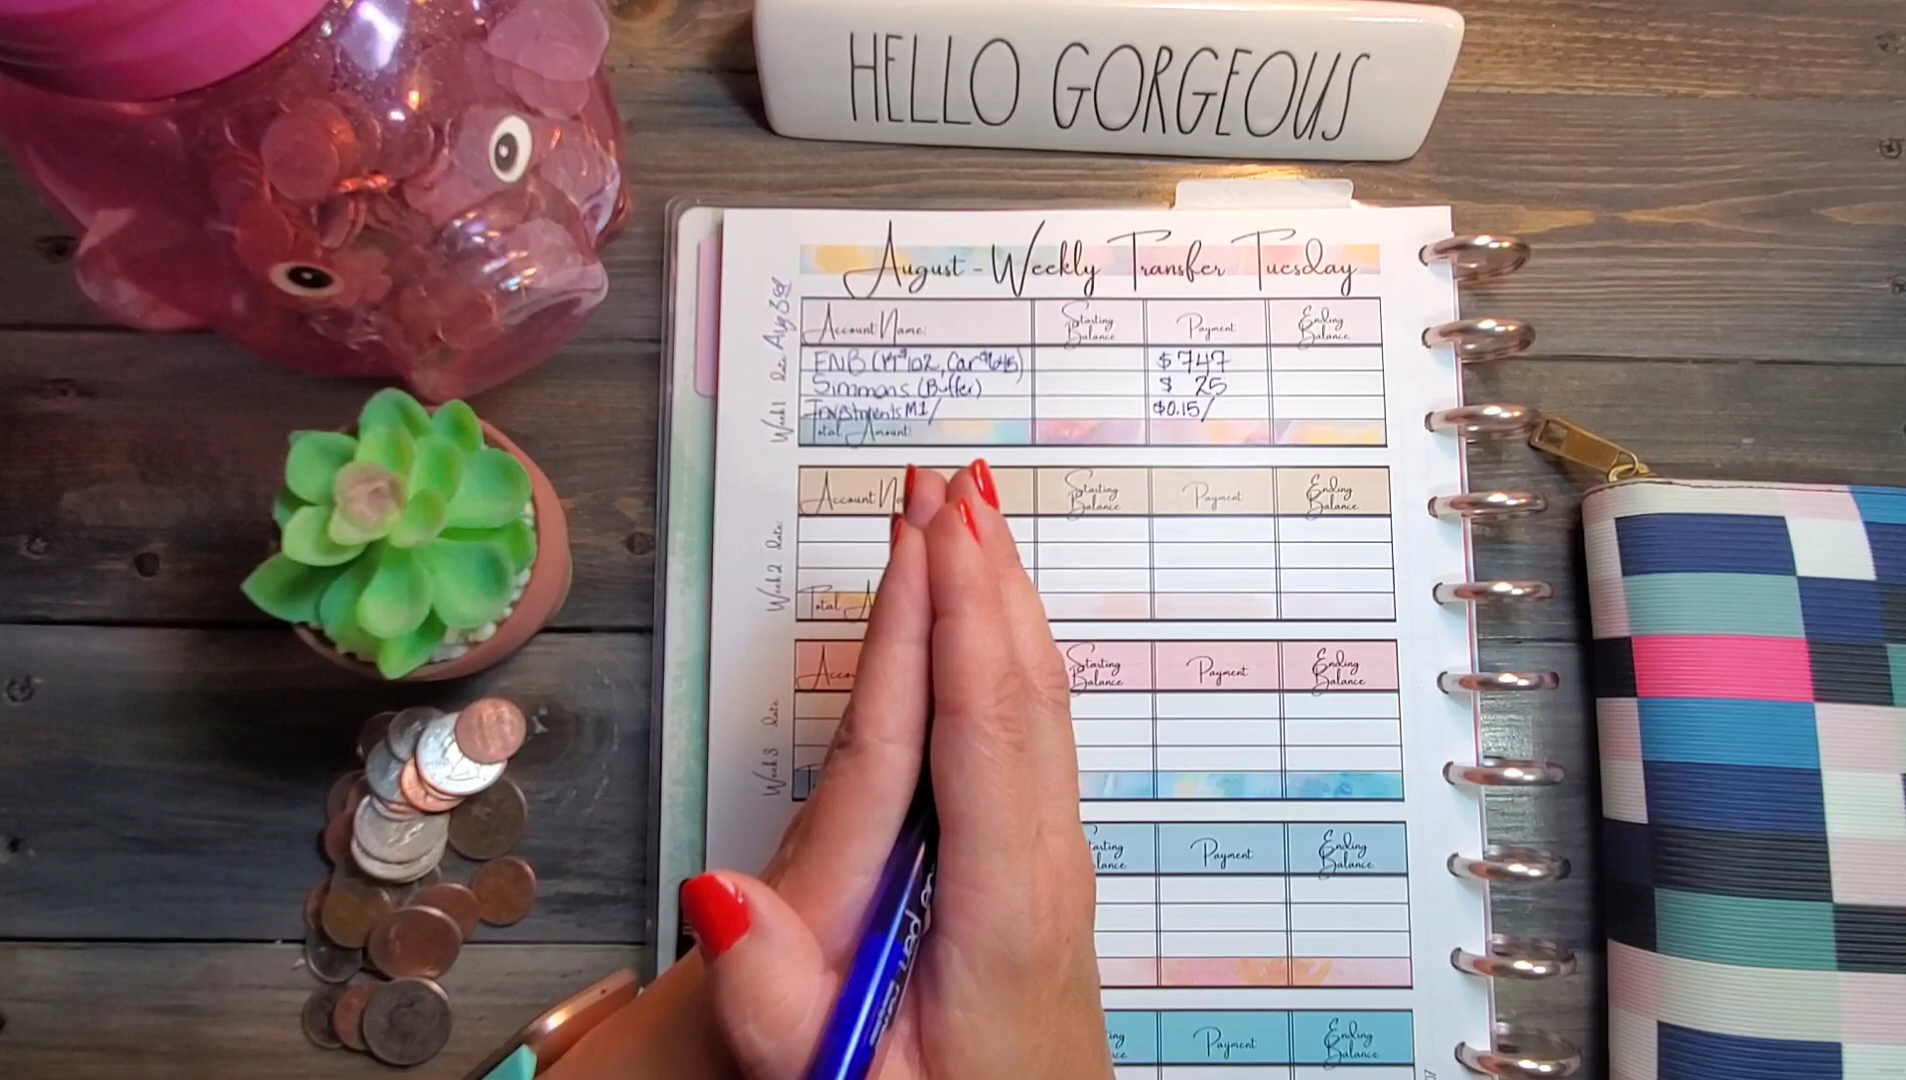 HELLO GORGEOUS
August - Weekly Transfer Tuesday
Week 1 Date: Aug 3rd
Account Name: Starting Balance Payment Ending Balance
FNB (K$102, Car $645) $747
Simmons (Buffer) $ 25
Investments M1/ $0.15/
Total Amount
Week 2 Date:
Account Starting Balance Payment Ending Balance
Total
Week 3 Date
Starting Balance Payment Ending Balance
Payment Ending Balance
Payment Ending Balance